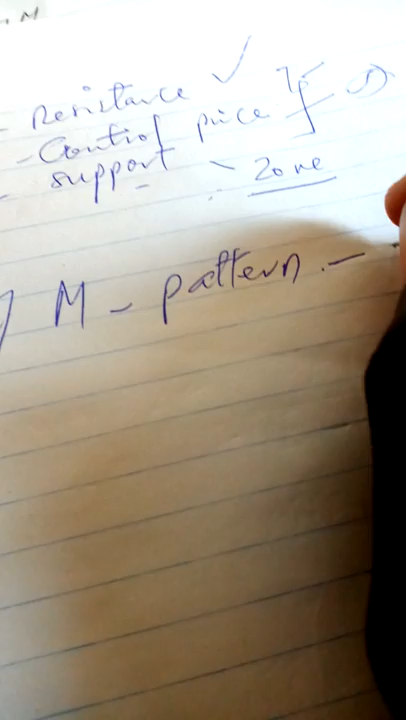 - Resistance ✓
- Control price
- support
Zone
M - pattern. -